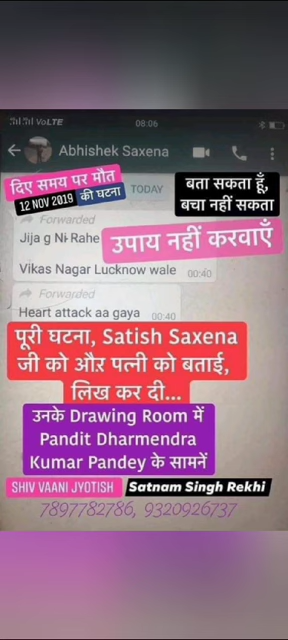 VoLTE 08:06
Abhishek Saxena
दिए समय पर मौत
12 NOV 2019 की घटना
TODAY
बता सकता हूँ,
बचा नहीं सकता
Forwarded
Jija g Ni Rahe
उपाय नहीं करवाएँ
Vikas Nagar Lucknow wale 00:40
Forwarded
Heart attack aa gaya 00:40
पूरी घटना, Satish Saxena
जी को और पत्नी को बताई,
लिख कर दी...
उनके Drawing Room में
Pandit Dharmendra
Kumar Pandey के सामनें
SHIV VAANI JYOTISH Satnam Singh Rekhi
7897782786, 9320926737